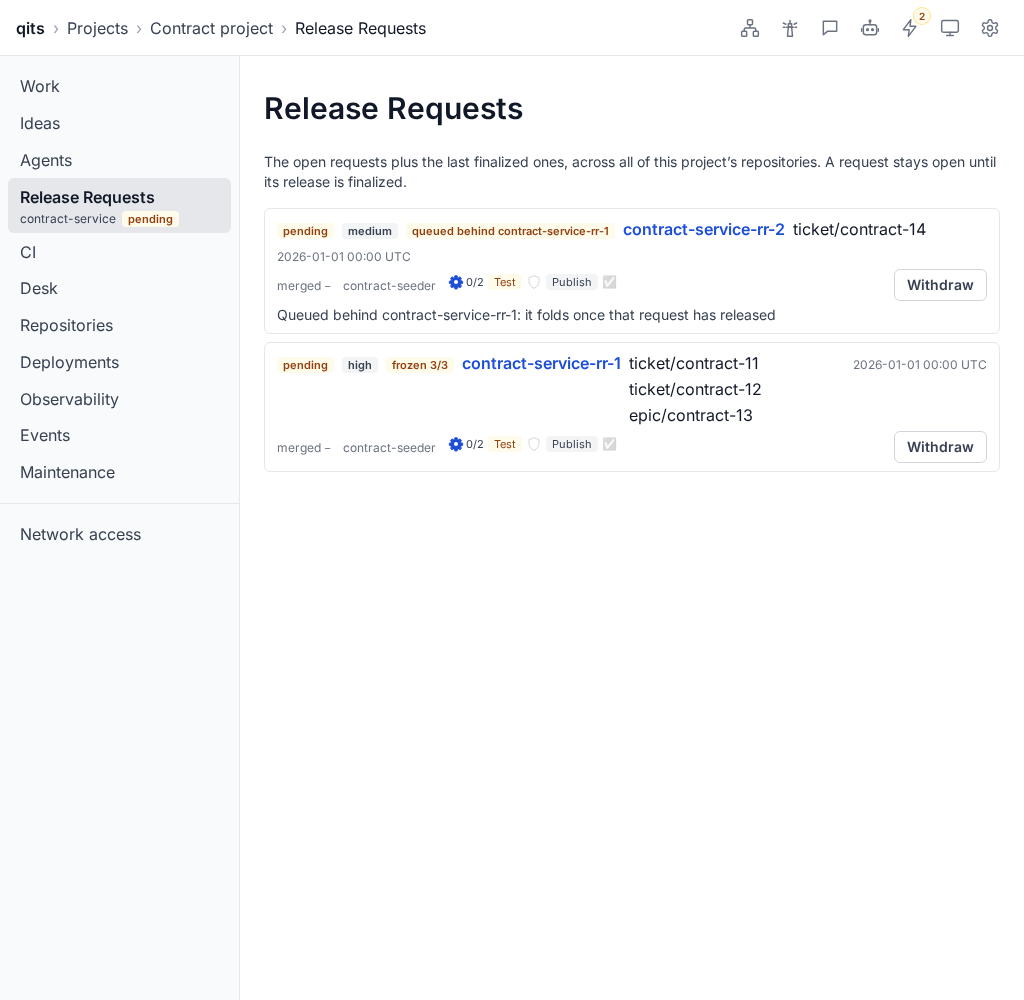 qits › Projects › Contract project › Release Requests
2
Work
Ideas
Agents
Release Requests
contract-service pending
CI
Desk
Repositories
Deployments
Observability
Events
Maintenance
Network access
Release Requests
The open requests plus the last finalized ones, across all of this project’s repositories. A request stays open until
its release is finalized.
pending medium queued behind contract-service-rr-1 contract-service-rr-2 ticket/contract-14
2026-01-01 00:00 UTC
merged – contract-seeder 0/2 Test Publish Withdraw
Queued behind contract-service-rr-1: it folds once that request has released
pending high frozen 3/3 contract-service-rr-1 ticket/contract-11 2026-01-01 00:00 UTC
ticket/contract-12
epic/contract-13
merged – contract-seeder 0/2 Test Publish Withdraw